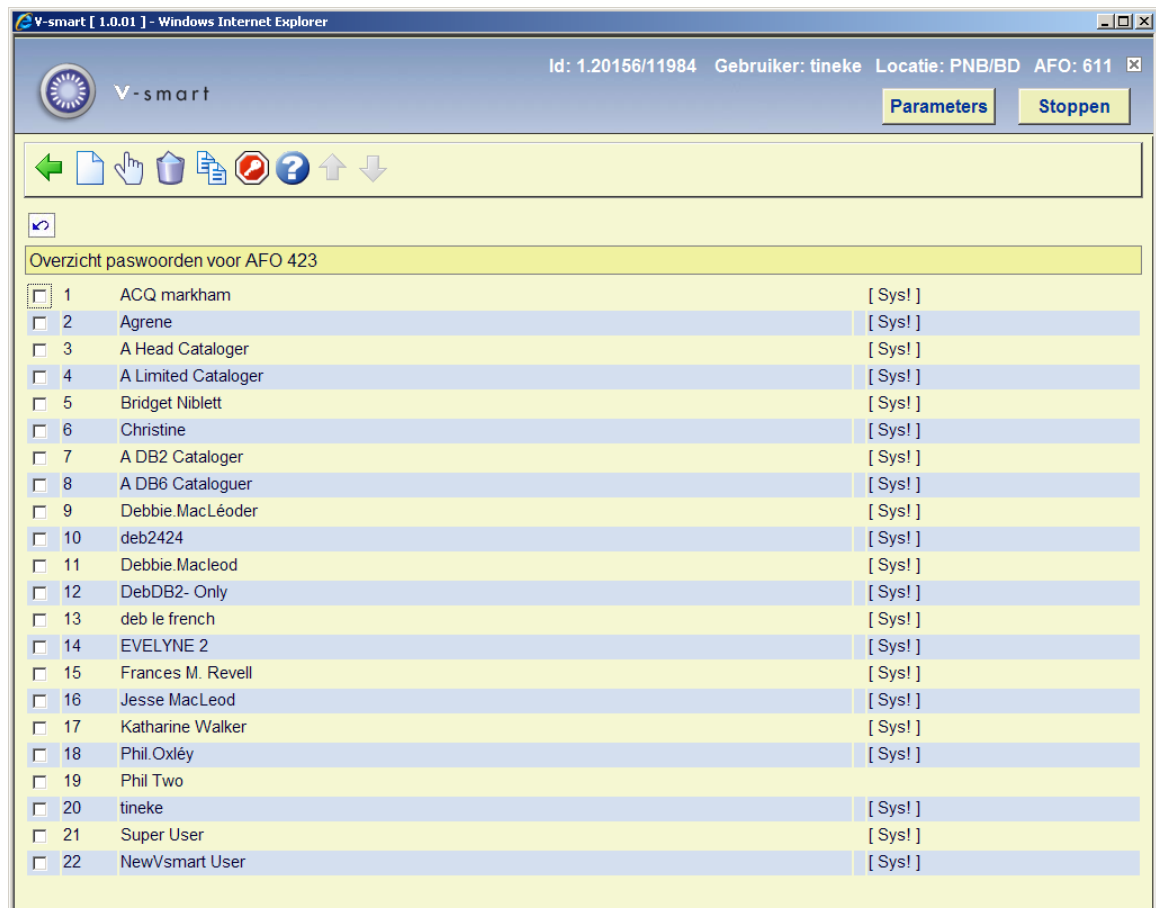 V-smart [ 1.0.01 ] - Windows Internet Explorer
Id: 1.20156/11984 Gebruiker: tineke Locatie: PNB/BD AFO: 611
V-smart
Parameters Stoppen
Overzicht paswoorden voor AFO 423
1 ACQ markham [ Sys! ]
2 Agrene [ Sys! ]
3 A Head Cataloger [ Sys! ]
4 A Limited Cataloger [ Sys! ]
5 Bridget Niblett [ Sys! ]
6 Christine [ Sys! ]
7 A DB2 Cataloger [ Sys! ]
8 A DB6 Cataloguer [ Sys! ]
9 Debbie.MacLéoder [ Sys! ]
10 deb2424 [ Sys! ]
11 Debbie.Macleod [ Sys! ]
12 DebDB2- Only [ Sys! ]
13 deb le french [ Sys! ]
14 EVELYNE 2 [ Sys! ]
15 Frances M. Revell [ Sys! ]
16 Jesse MacLeod [ Sys! ]
17 Katharine Walker [ Sys! ]
18 Phil.Oxléy [ Sys! ]
19 Phil Two
20 tineke [ Sys! ]
21 Super User [ Sys! ]
22 NewVsmart User [ Sys! ]